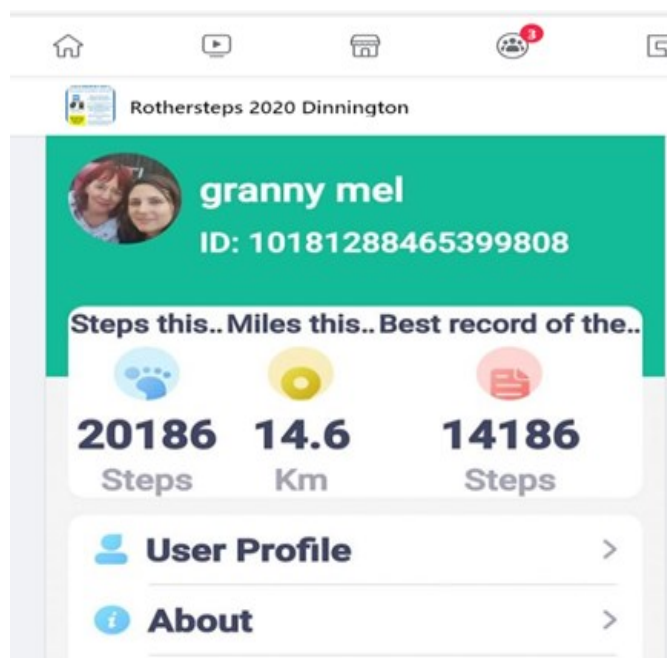 3
Rothersteps 2020 Dinnington
granny mel
ID: 10181288465399808
Steps this.. Miles this.. Best record of the..
20186 14.6 14186
Steps Km Steps
User Profile
About